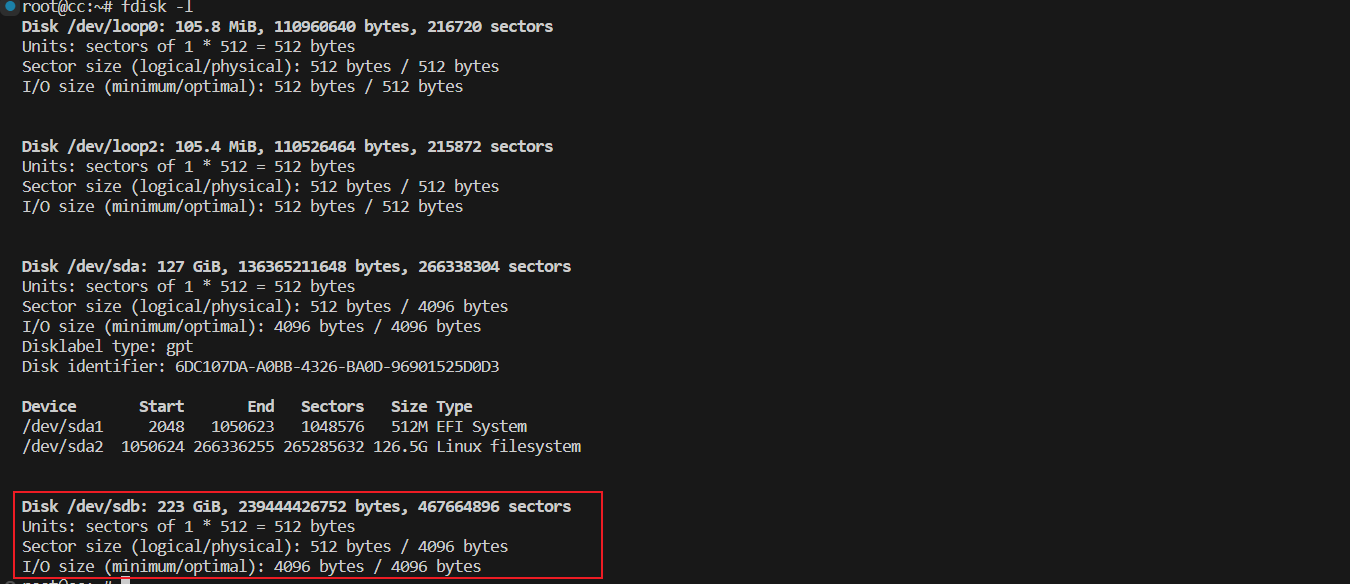 root@cc:~# fdisk -l
Disk /dev/loop0: 105.8 MiB, 110960640 bytes, 216720 sectors
Units: sectors of 1 * 512 = 512 bytes
Sector size (logical/physical): 512 bytes / 512 bytes
I/O size (minimum/optimal): 512 bytes / 512 bytes
Disk /dev/loop2: 105.4 MiB, 110526464 bytes, 215872 sectors
Units: sectors of 1 * 512 = 512 bytes
Sector size (logical/physical): 512 bytes / 512 bytes
I/O size (minimum/optimal): 512 bytes / 512 bytes
Disk /dev/sda: 127 GiB, 136365211648 bytes, 266338304 sectors
Units: sectors of 1 * 512 = 512 bytes
Sector size (logical/physical): 512 bytes / 4096 bytes
I/O size (minimum/optimal): 4096 bytes / 4096 bytes
Disklabel type: gpt
Disk identifier: 6DC107DA-A0BB-4326-BA0D-96901525D0D3
Device Start End Sectors Size Type
/dev/sda1 2048 1050623 1048576 512M EFI System
/dev/sda2 1050624 266336255 265285632 126.5G Linux filesystem
Disk /dev/sdb: 223 GiB, 239444426752 bytes, 467664896 sectors
Units: sectors of 1 * 512 = 512 bytes
Sector size (logical/physical): 512 bytes / 4096 bytes
I/O size (minimum/optimal): 4096 bytes / 4096 bytes